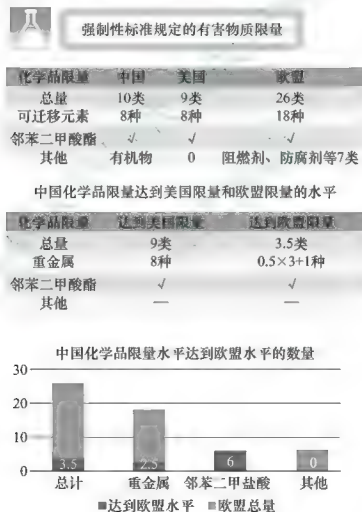 强制性标准规定的有害物质限量
化学品限量 中国 美国 欧盟
总量 10类 9类 26类
可迁移元素 8种 8种 18种
邻苯二甲酸酯 √ √ √
其他 有机物 0 阻燃剂、防腐剂等7类
中国化学品限量达到美国限量和欧盟限量的水平
化学品限量 达到美国限量 达到欧盟限量
总量 9类 3.5类
重金属 8种 0.5×3+1种
邻苯二甲酸酯 √ √
其他 — —
中国化学品限量水平达到欧盟水平的数量
30
20
10
0
3.5 2.5 6 0
总计 重金属 邻苯二甲盐酸 其他
■达到欧盟水平 ■欧盟总量